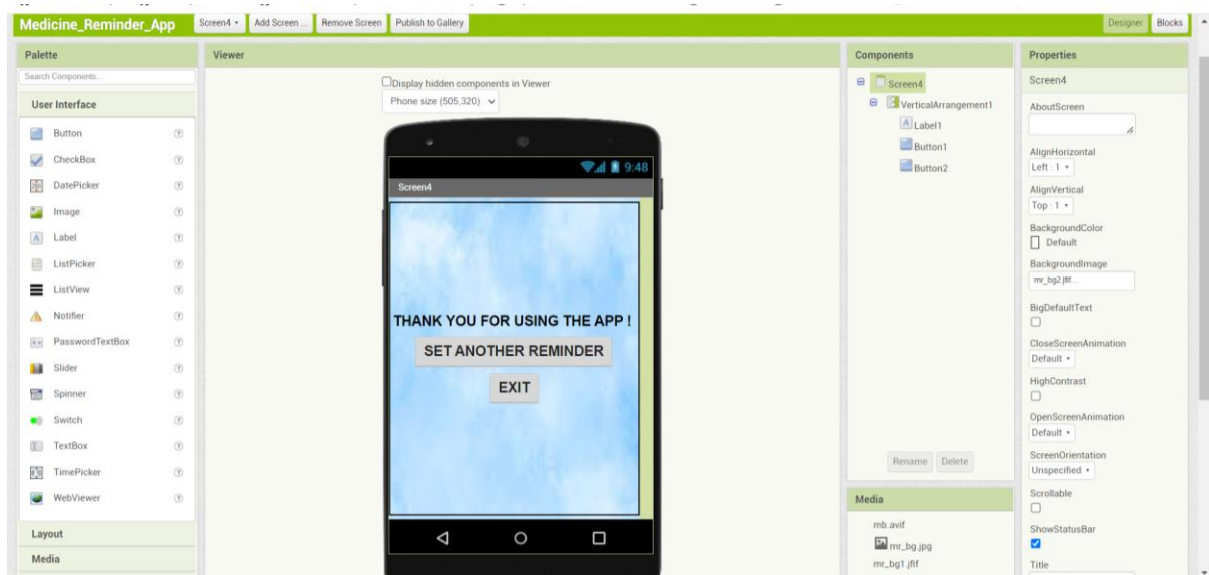 Medicine_Reminder_App Screen4 Add Screen ... Remove Screen Publish to Gallery Designer Blocks
Palette
Search Components...
User Interface
Button
CheckBox
DatePicker
Image
Label
ListPicker
ListView
Notifier
PasswordTextBox
Slider
Spinner
Switch
TextBox
TimePicker
WebViewer
Layout
Media
Viewer
Display hidden components in Viewer
Phone size (505,320)
9:48
Screen4
THANK YOU FOR USING THE APP !
SET ANOTHER REMINDER
EXIT
Components
Screen4
VerticalArrangement1
Label1
Button1
Button2
Rename Delete
Media
mb.avif
mr_bg.jpg
mr_bg1.jfif
Properties
Screen4
AboutScreen
AlignHorizontal
Left : 1
AlignVertical
Top : 1
BackgroundColor
Default
BackgroundImage
mr_bg2.jfif...
BigDefaultText
CloseScreenAnimation
Default
HighContrast
OpenScreenAnimation
Default
ScreenOrientation
Unspecified
Scrollable
ShowStatusBar
Title